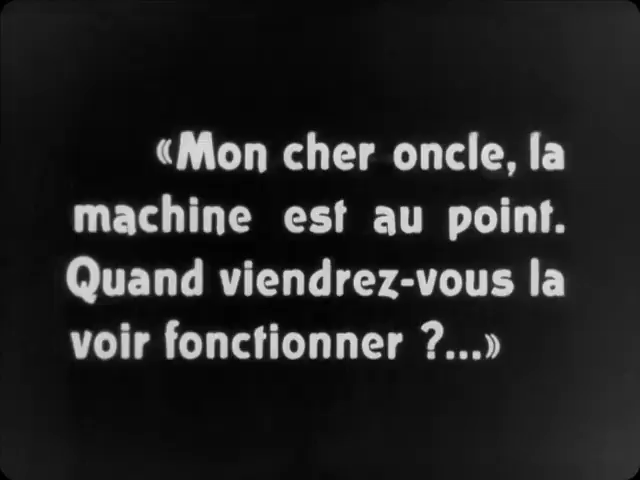 «Mon cher oncle, la
machine est au point.
Quand viendrez-vous la
voir fonctionner ?...»